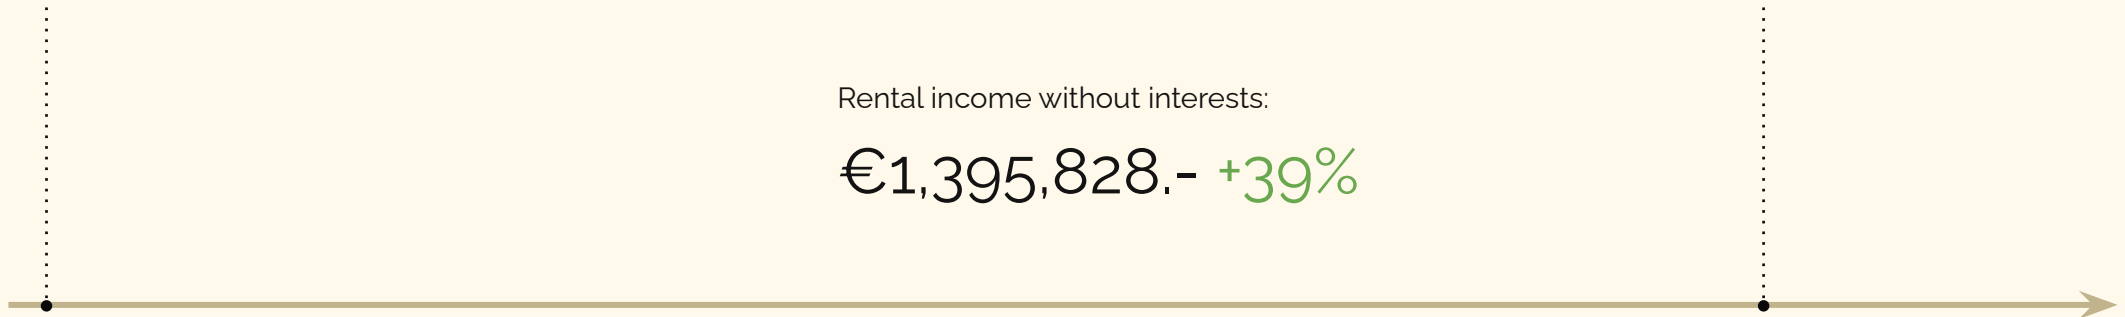 Rental income without interests:
€1,395,828.- +39%